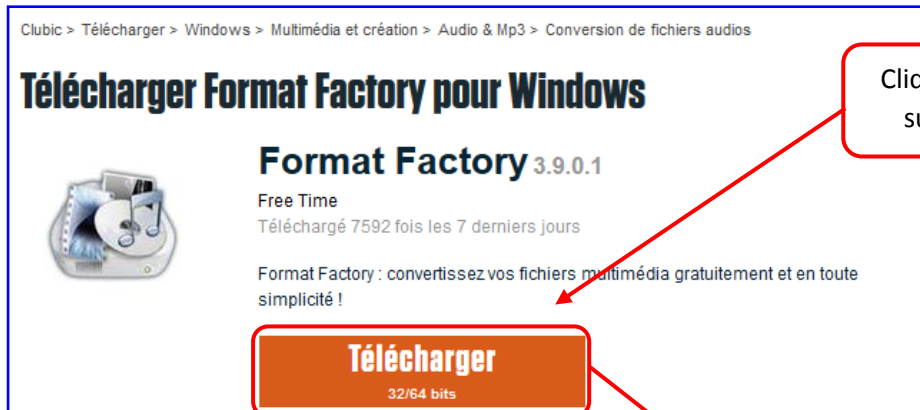 Clubic > Télécharger > Windows > Multimédia et création > Audio & Mp3 > Conversion de fichiers audios
Télécharger Format Factory pour Windows
Format Factory 3.9.0.1
Free Time
Téléchargé 7592 fois les 7 derniers jours
Format Factory : convertissez vos fichiers multimédia gratuitement et en toute
simplicité !
Télécharger
32/64 bits